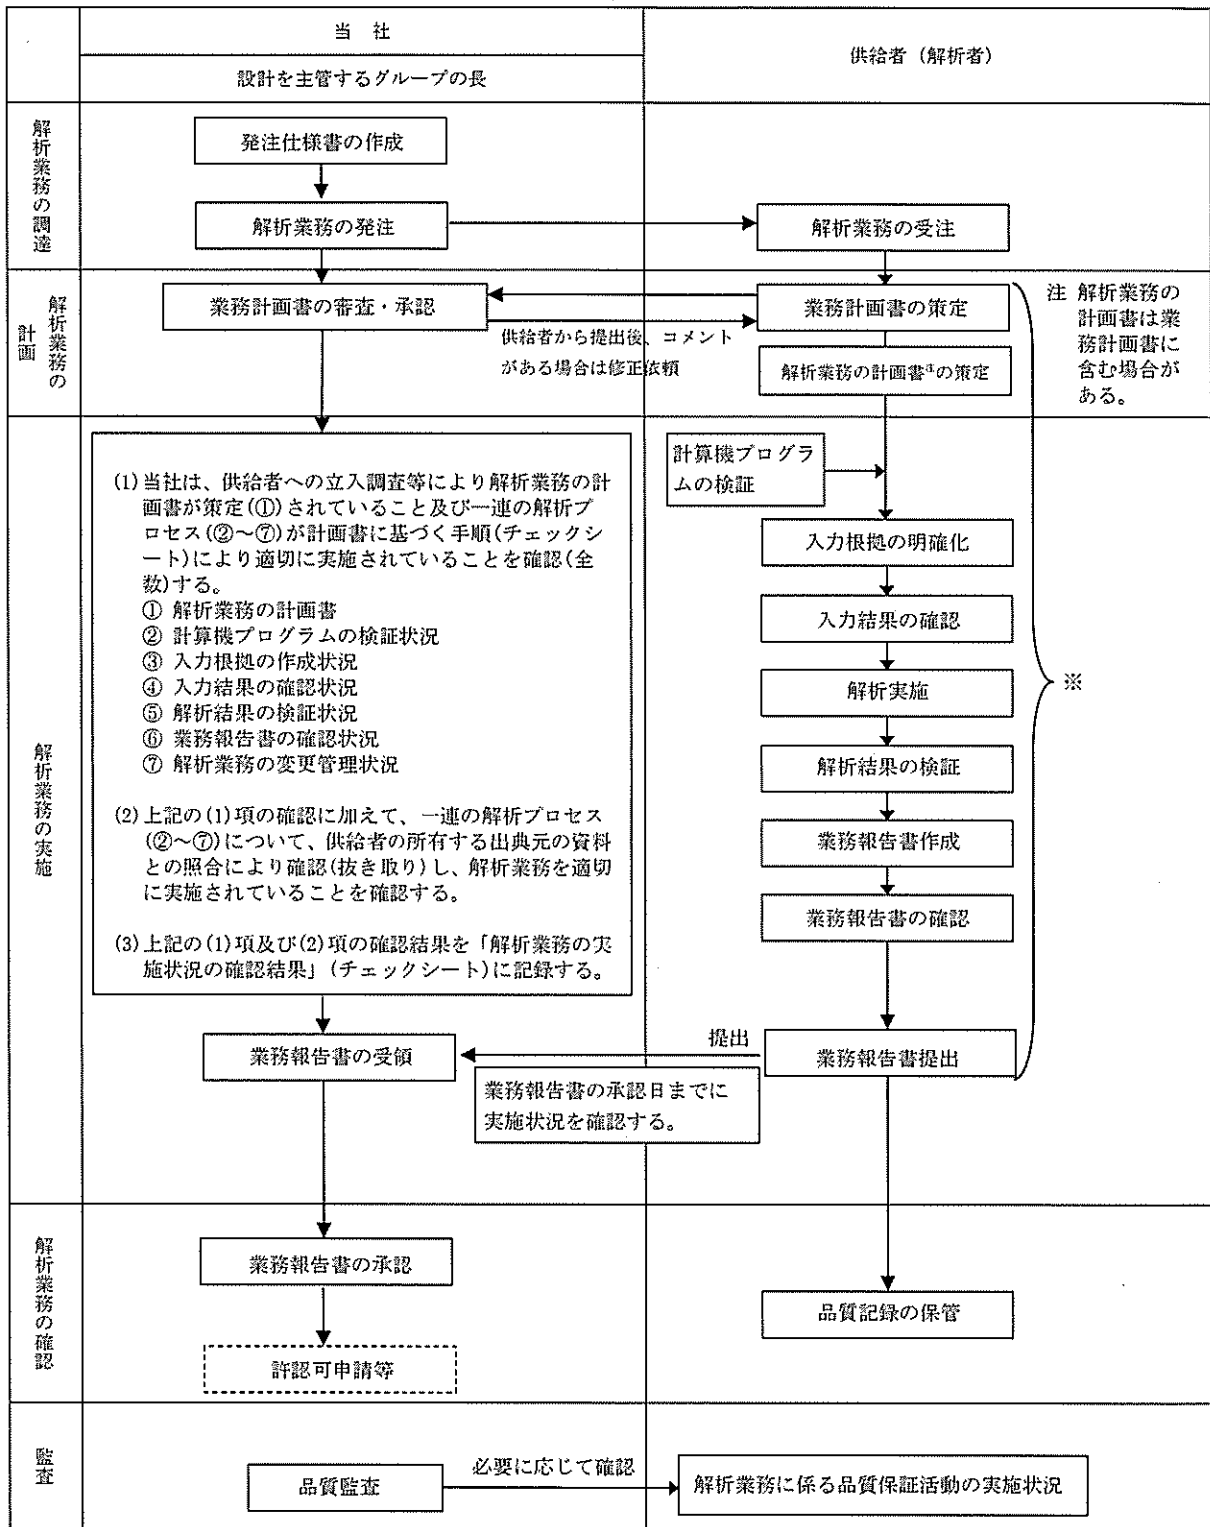 当 社
設計を主管するグループの長
供給者（解析者）
解析業務の調達
発注仕様書の作成
解析業務の発注
解析業務の受注
解析業務の
計画
業務計画書の審査・承認
業務計画書の策定
供給者から提出後、コメント
がある場合は修正依頼
解析業務の計画書注の策定
注 解析業務の
計画書は業
務計画書に
含む場合が
ある。
解析業務の実施
(1)当社は、供給者への立入調査等により解析業務の計
画書が策定(①)されていること及び一連の解析プ
ロセス(②～⑦)が計画書に基づく手順(チェックシ
ート)により適切に実施されていることを確認(全
数)する。
① 解析業務の計画書
② 計算機プログラムの検証状況
③ 入力根拠の作成状況
④ 入力結果の確認状況
⑤ 解析結果の検証状況
⑥ 業務報告書の確認状況
⑦ 解析業務の変更管理状況
(2)上記の(1)項の確認に加えて、一連の解析プロセス
(②～⑦)について、供給者の所有する出典元の資料
との照合により確認(抜き取り)し、解析業務を適切
に実施されていることを確認する。
(3)上記の(1)項及び(2)項の確認結果を「解析業務の実
施状況の確認結果」(チェックシート)に記録する。
計算機プログラ
ムの検証
入力根拠の明確化
入力結果の確認
解析実施
解析結果の検証
業務報告書作成
業務報告書の確認
※
業務報告書の受領
提出
業務報告書提出
業務報告書の承認日までに
実施状況を確認する。
解析業務の確認
業務報告書の承認
品質記録の保管
許認可申請等
監査
品質監査
必要に応じて確認
解析業務に係る品質保証活動の実施状況